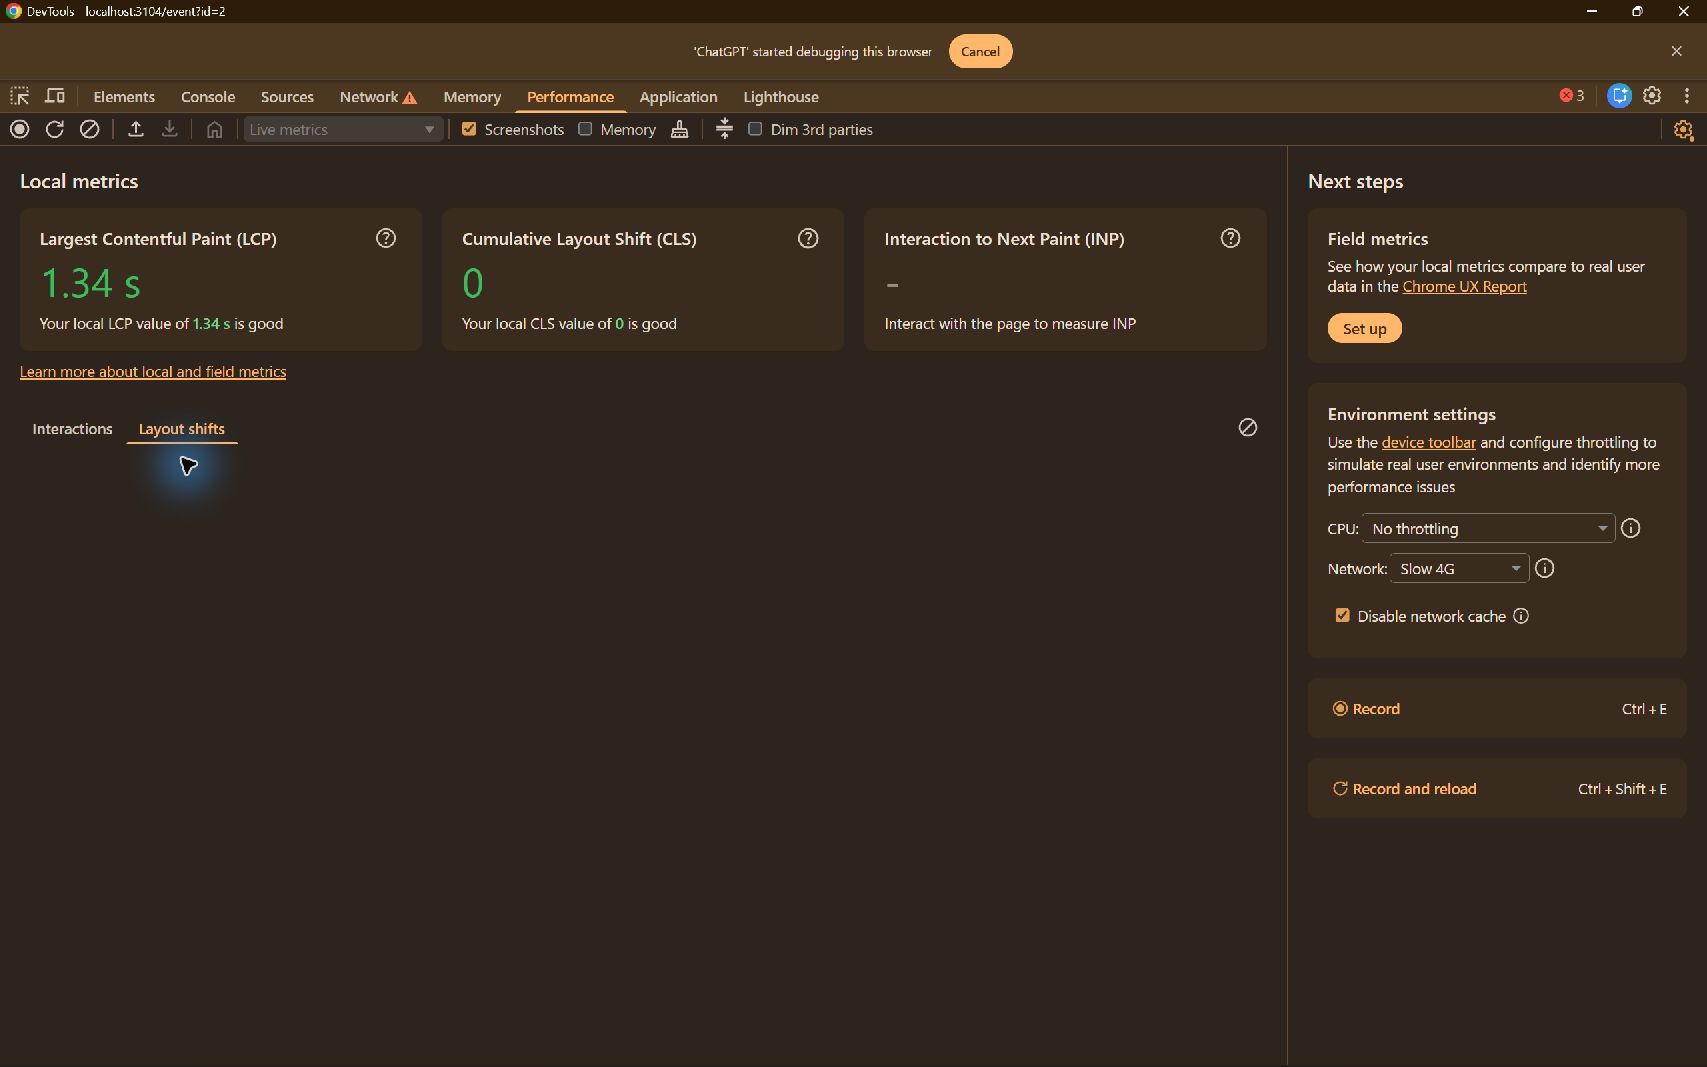 DevTools localhost:3104/event?id=2
'ChatGPT' started debugging this browser Cancel
Elements Console Sources Network Memory Performance Application Lighthouse 3
Live metrics Screenshots Memory Dim 3rd parties
Local metrics
Largest Contentful Paint (LCP)
1.34 s
Your local LCP value of 1.34 s is good
Cumulative Layout Shift (CLS)
0
Your local CLS value of 0 is good
Interaction to Next Paint (INP)
-
Interact with the page to measure INP
Learn more about local and field metrics
Interactions Layout shifts
Next steps
Field metrics
See how your local metrics compare to real user
data in the Chrome UX Report
Set up
Environment settings
Use the device toolbar and configure throttling to
simulate real user environments and identify more
performance issues
CPU: No throttling
Network: Slow 4G
Disable network cache
Record Ctrl + E
Record and reload Ctrl + Shift + E